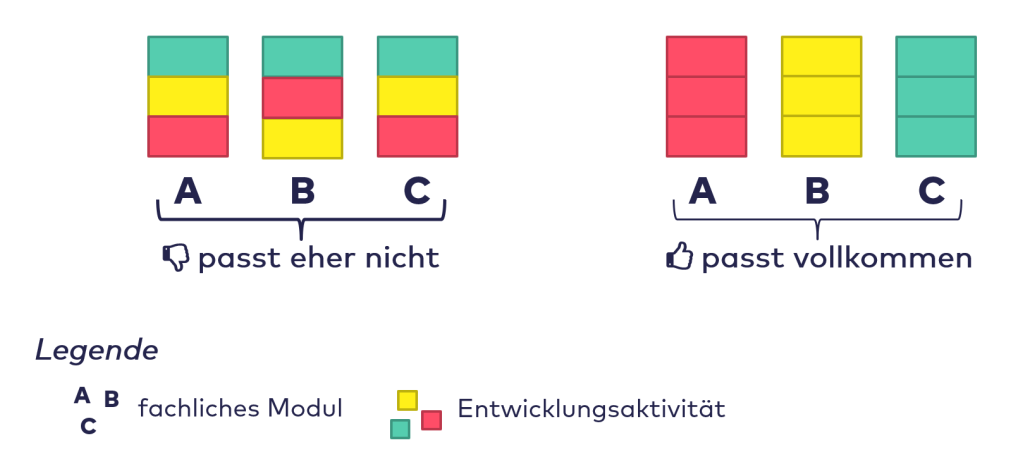 A B C
passt eher nicht
A B C
passt vollkommen
Legende
A B
C
fachliches Modul
Entwicklungsaktivität